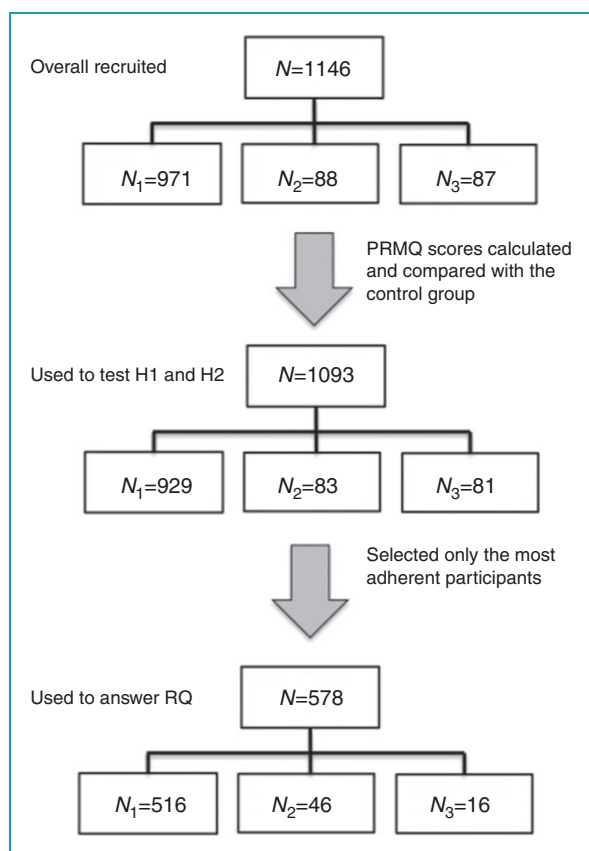 Overall recruited
N=1146
N₁=971
N₂=88
N₃=87
PRMQ scores calculated
and compared with the
control group
Used to test H1 and H2
N=1093
N₁=929
N₂=83
N₃=81
Selected only the most
adherent participants
Used to answer RQ
N=578
N₁=516
N₂=46
N₃=16